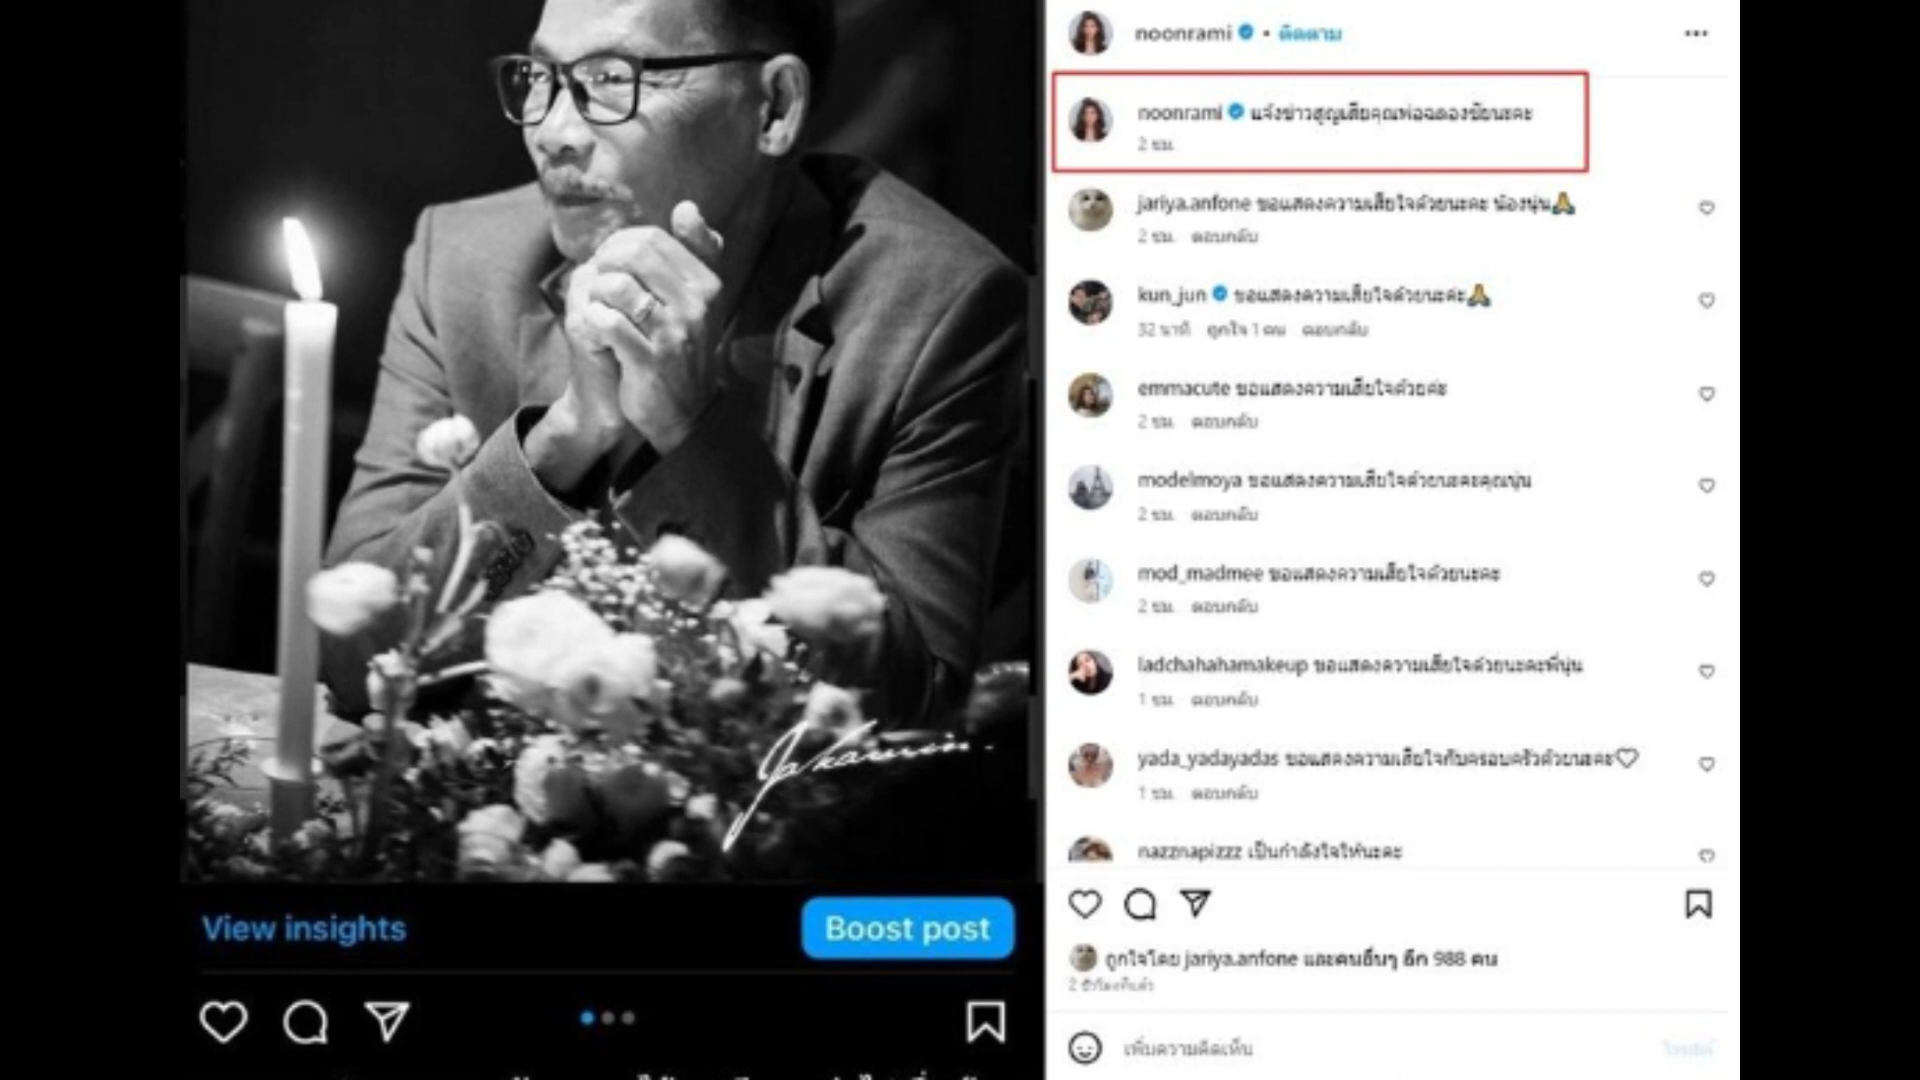 Jakawin.
View insights
Boost post
noonrami • ติดตาม
noonrami แจ้งข่าวสูญเสียคุณพ่อฉลองชัยนะคะ
2 ชม.
jariya.anfone ขอแสดงความเสียใจด้วยนะคะ น้องนุ่น🙏
2 ชม. ตอบกลับ
kun_jun ขอแสดงความเสียใจด้วยนะค่ะ🙏
32 นาที ถูกใจ 1 คน ตอบกลับ
emmacute ขอแสดงความเสียใจด้วยค่ะ
2 ชม. ตอบกลับ
modelmoya ขอแสดงความเสียใจด้วยนะคะคุณนุ่น
2 ชม. ตอบกลับ
mod_madmee ขอแสดงความเสียใจด้วยนะคะ
2 ชม. ตอบกลับ
ladchahahamakeup ขอแสดงความเสียใจด้วยนะคะพี่นุ่น
1 ชม. ตอบกลับ
yada_yadayadas ขอแสดงความเสียใจกับครอบครัวด้วยนะคะ♡
1 ชม. ตอบกลับ
nazznapizzz เป็นกำลังใจให้นะคะ
ถูกใจโดย jariya.anfone และคนอื่นๆ อีก 988 คน
2 ชั่วโมงที่แล้ว
เพิ่มความคิดเห็น
โพสต์